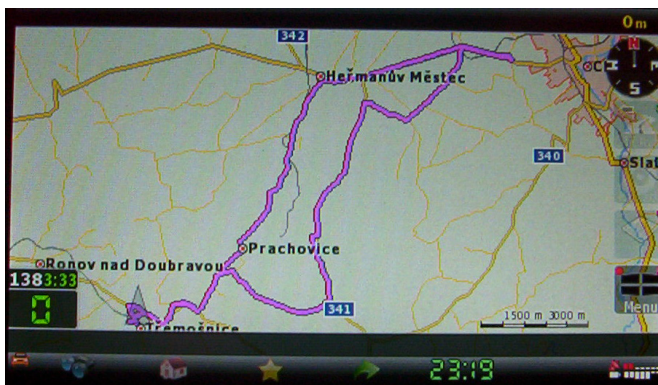 0m
342
N
Heřmanův Městec
S
340
Slat
Prachovice
Ronov nad Doubravou
1383:33
0
341
1500 m 3000 m
Menu
Třemošnice
23:19